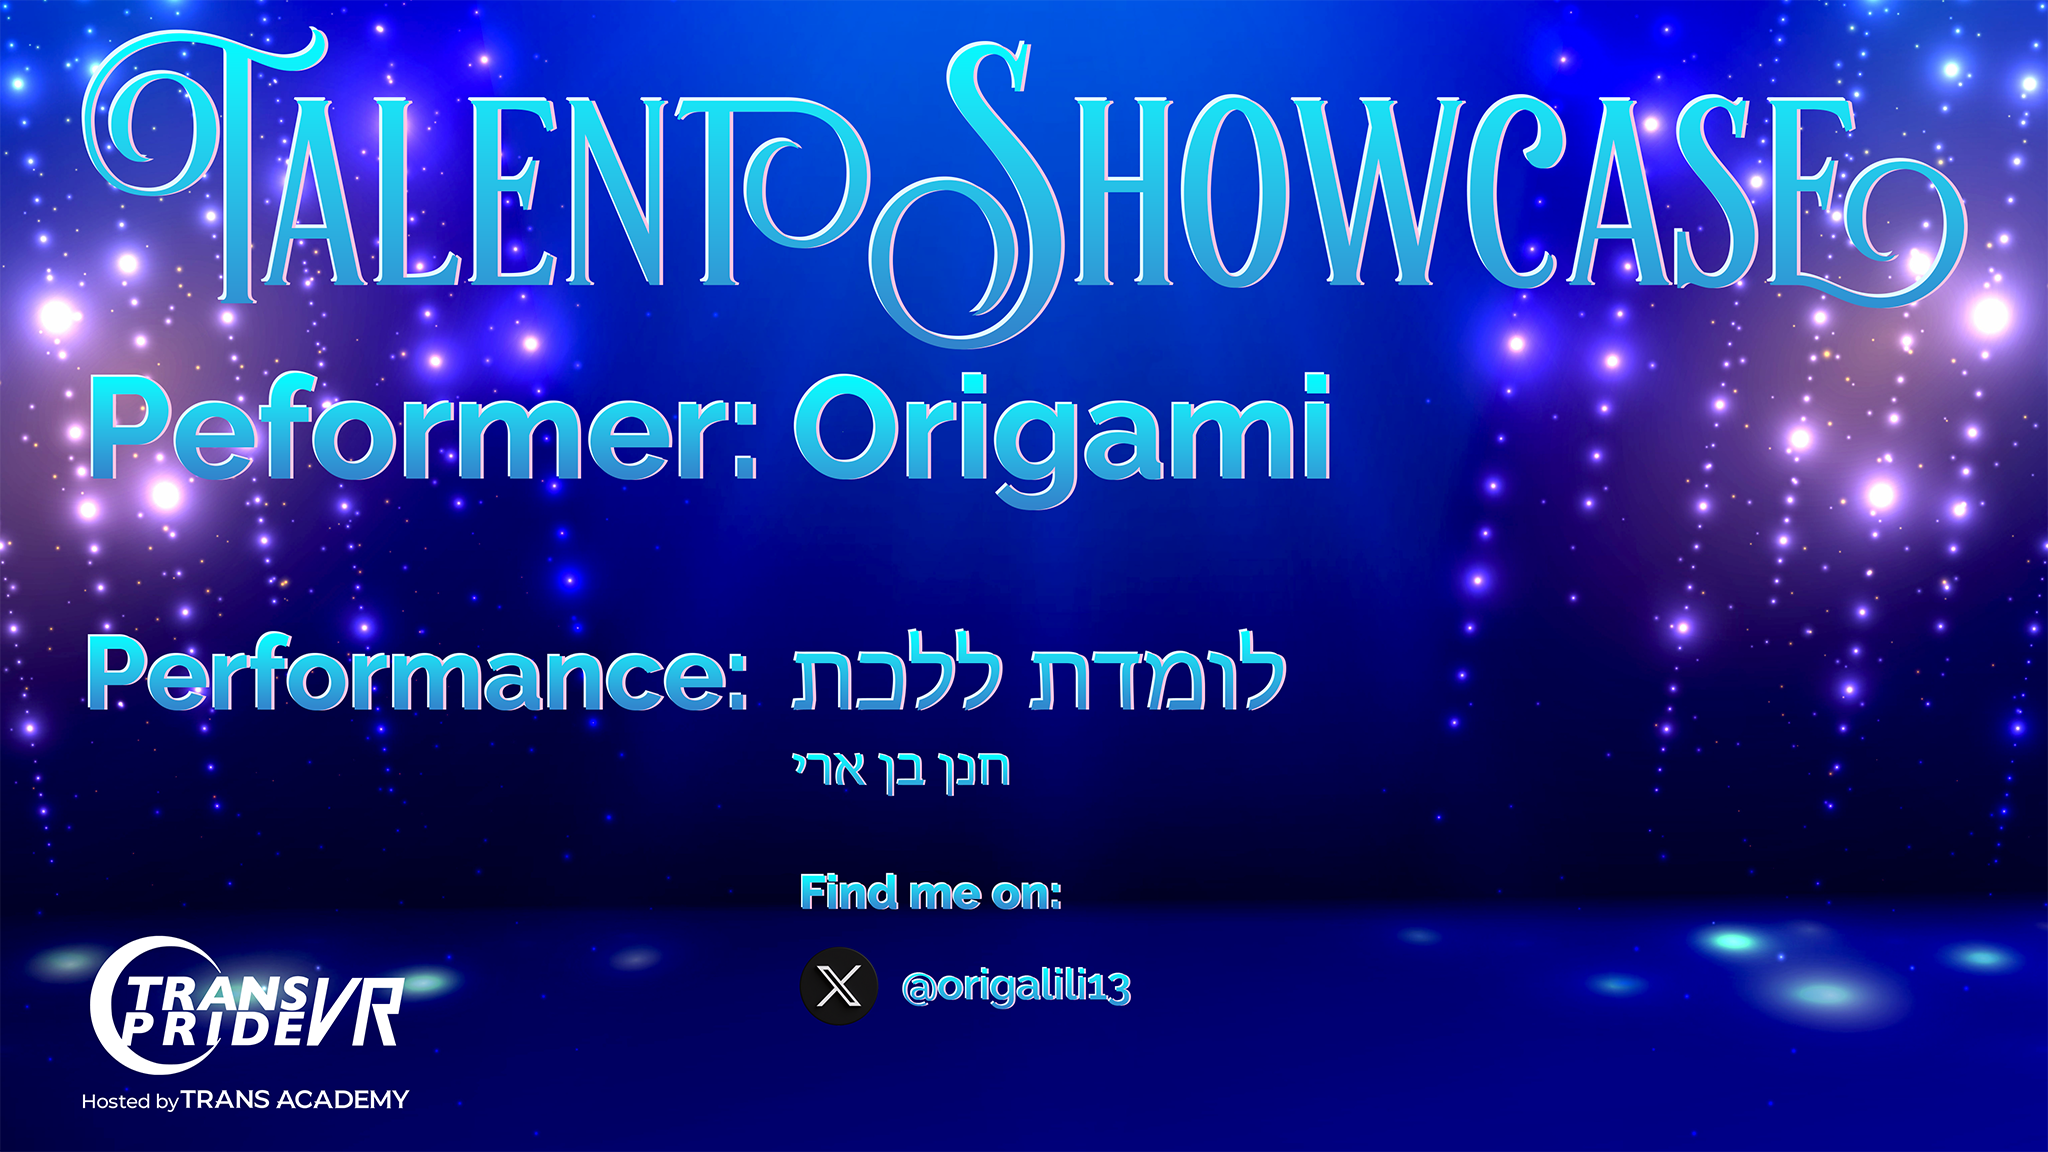 Talent Showcase
Peformer: Origami
Performance: לומדת ללכת
חנן בן ארי
Find me on:
@origalili13
TRANS
PRIDE VR
Hosted by TRANS ACADEMY